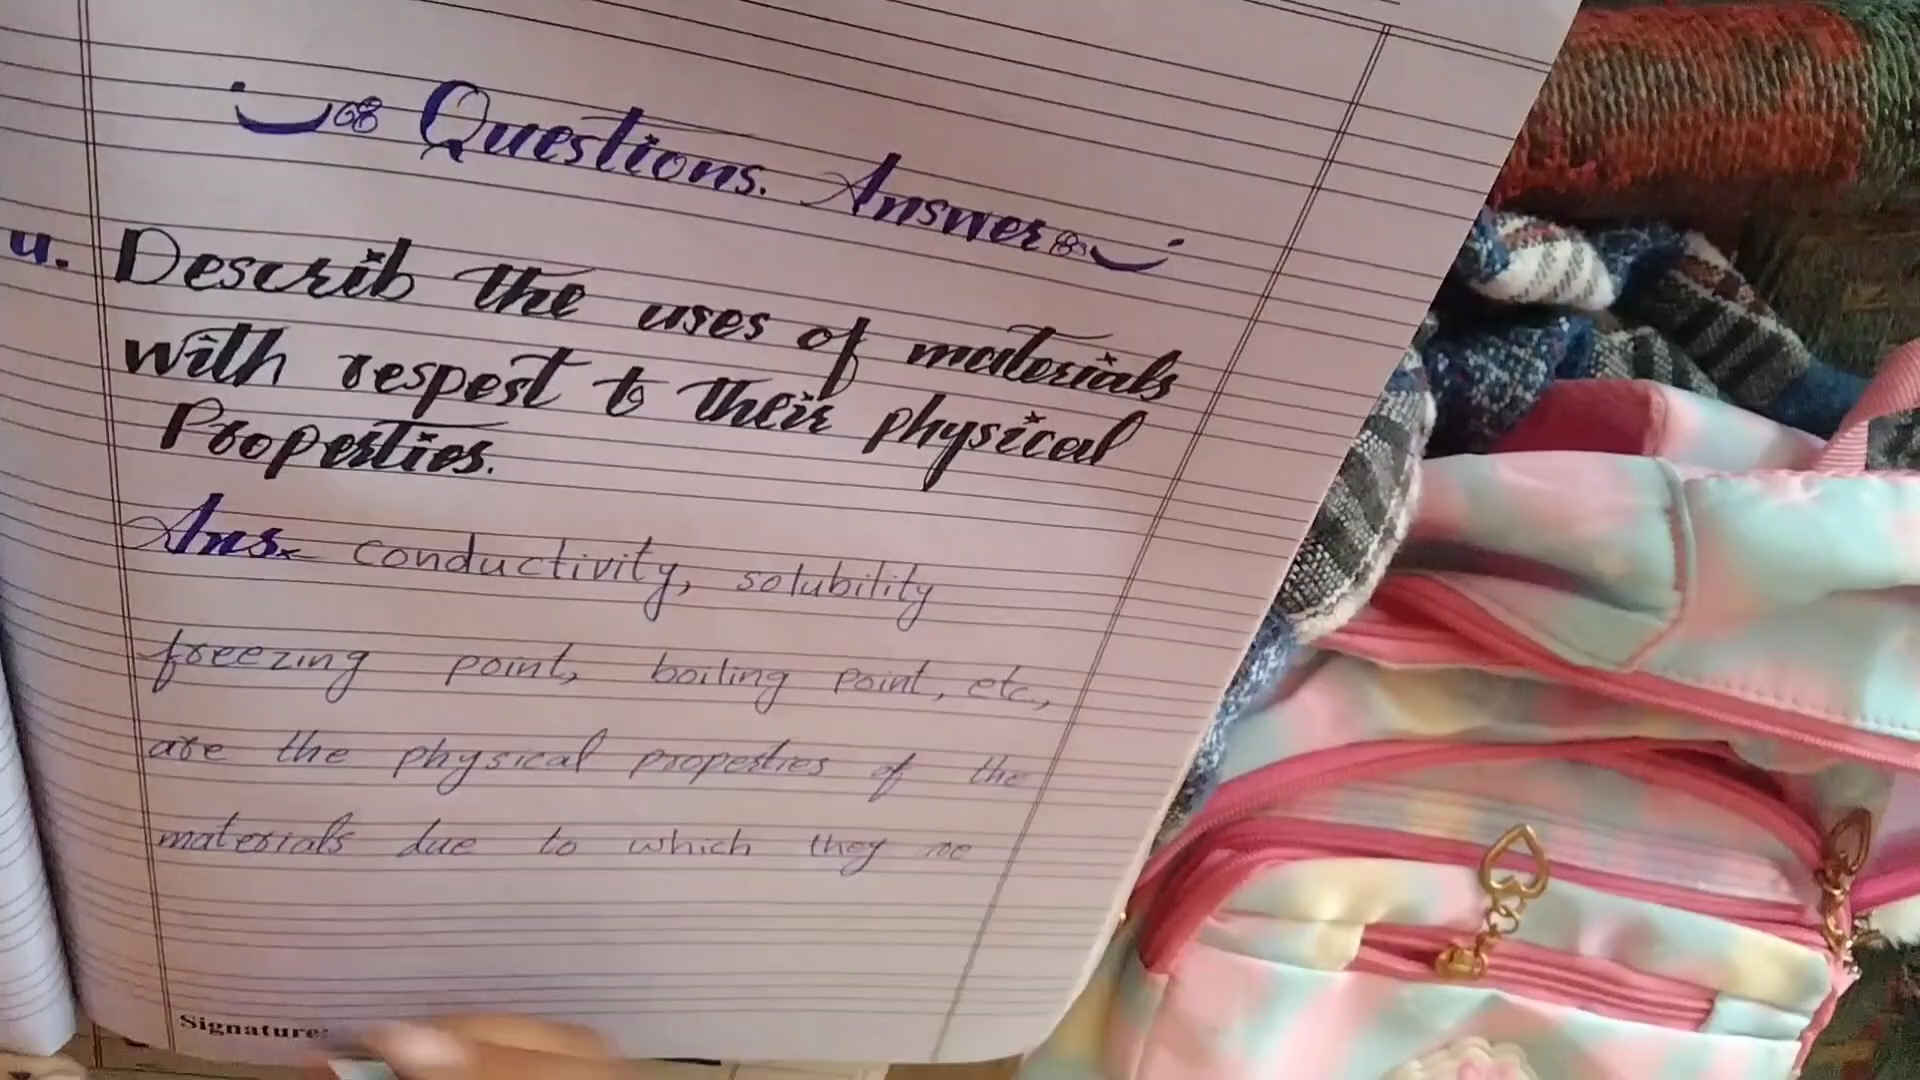 Questions. Answer
4. Describ the uses of materials
with respest to their physical
Properties.
Ans. conductivity, solubility
freezing point, boiling point, etc.,
are the physical properties of the
materials due to which they re
Signature: